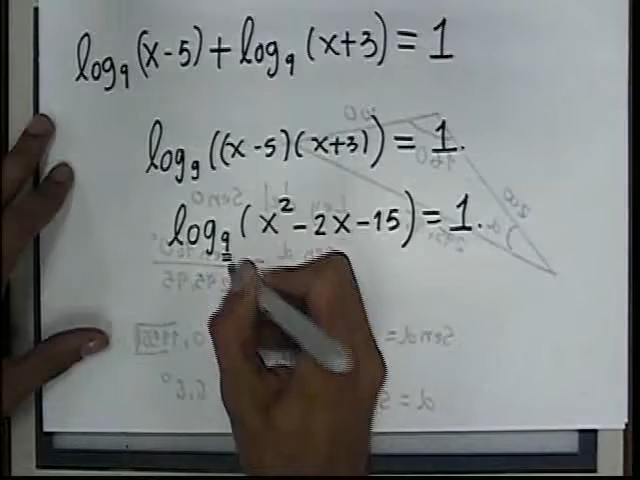 log₉(x-5)+log₉(x+3)=1
log₉((x-5)(x+3))=1.
log₉(x²-2x-15)=1.